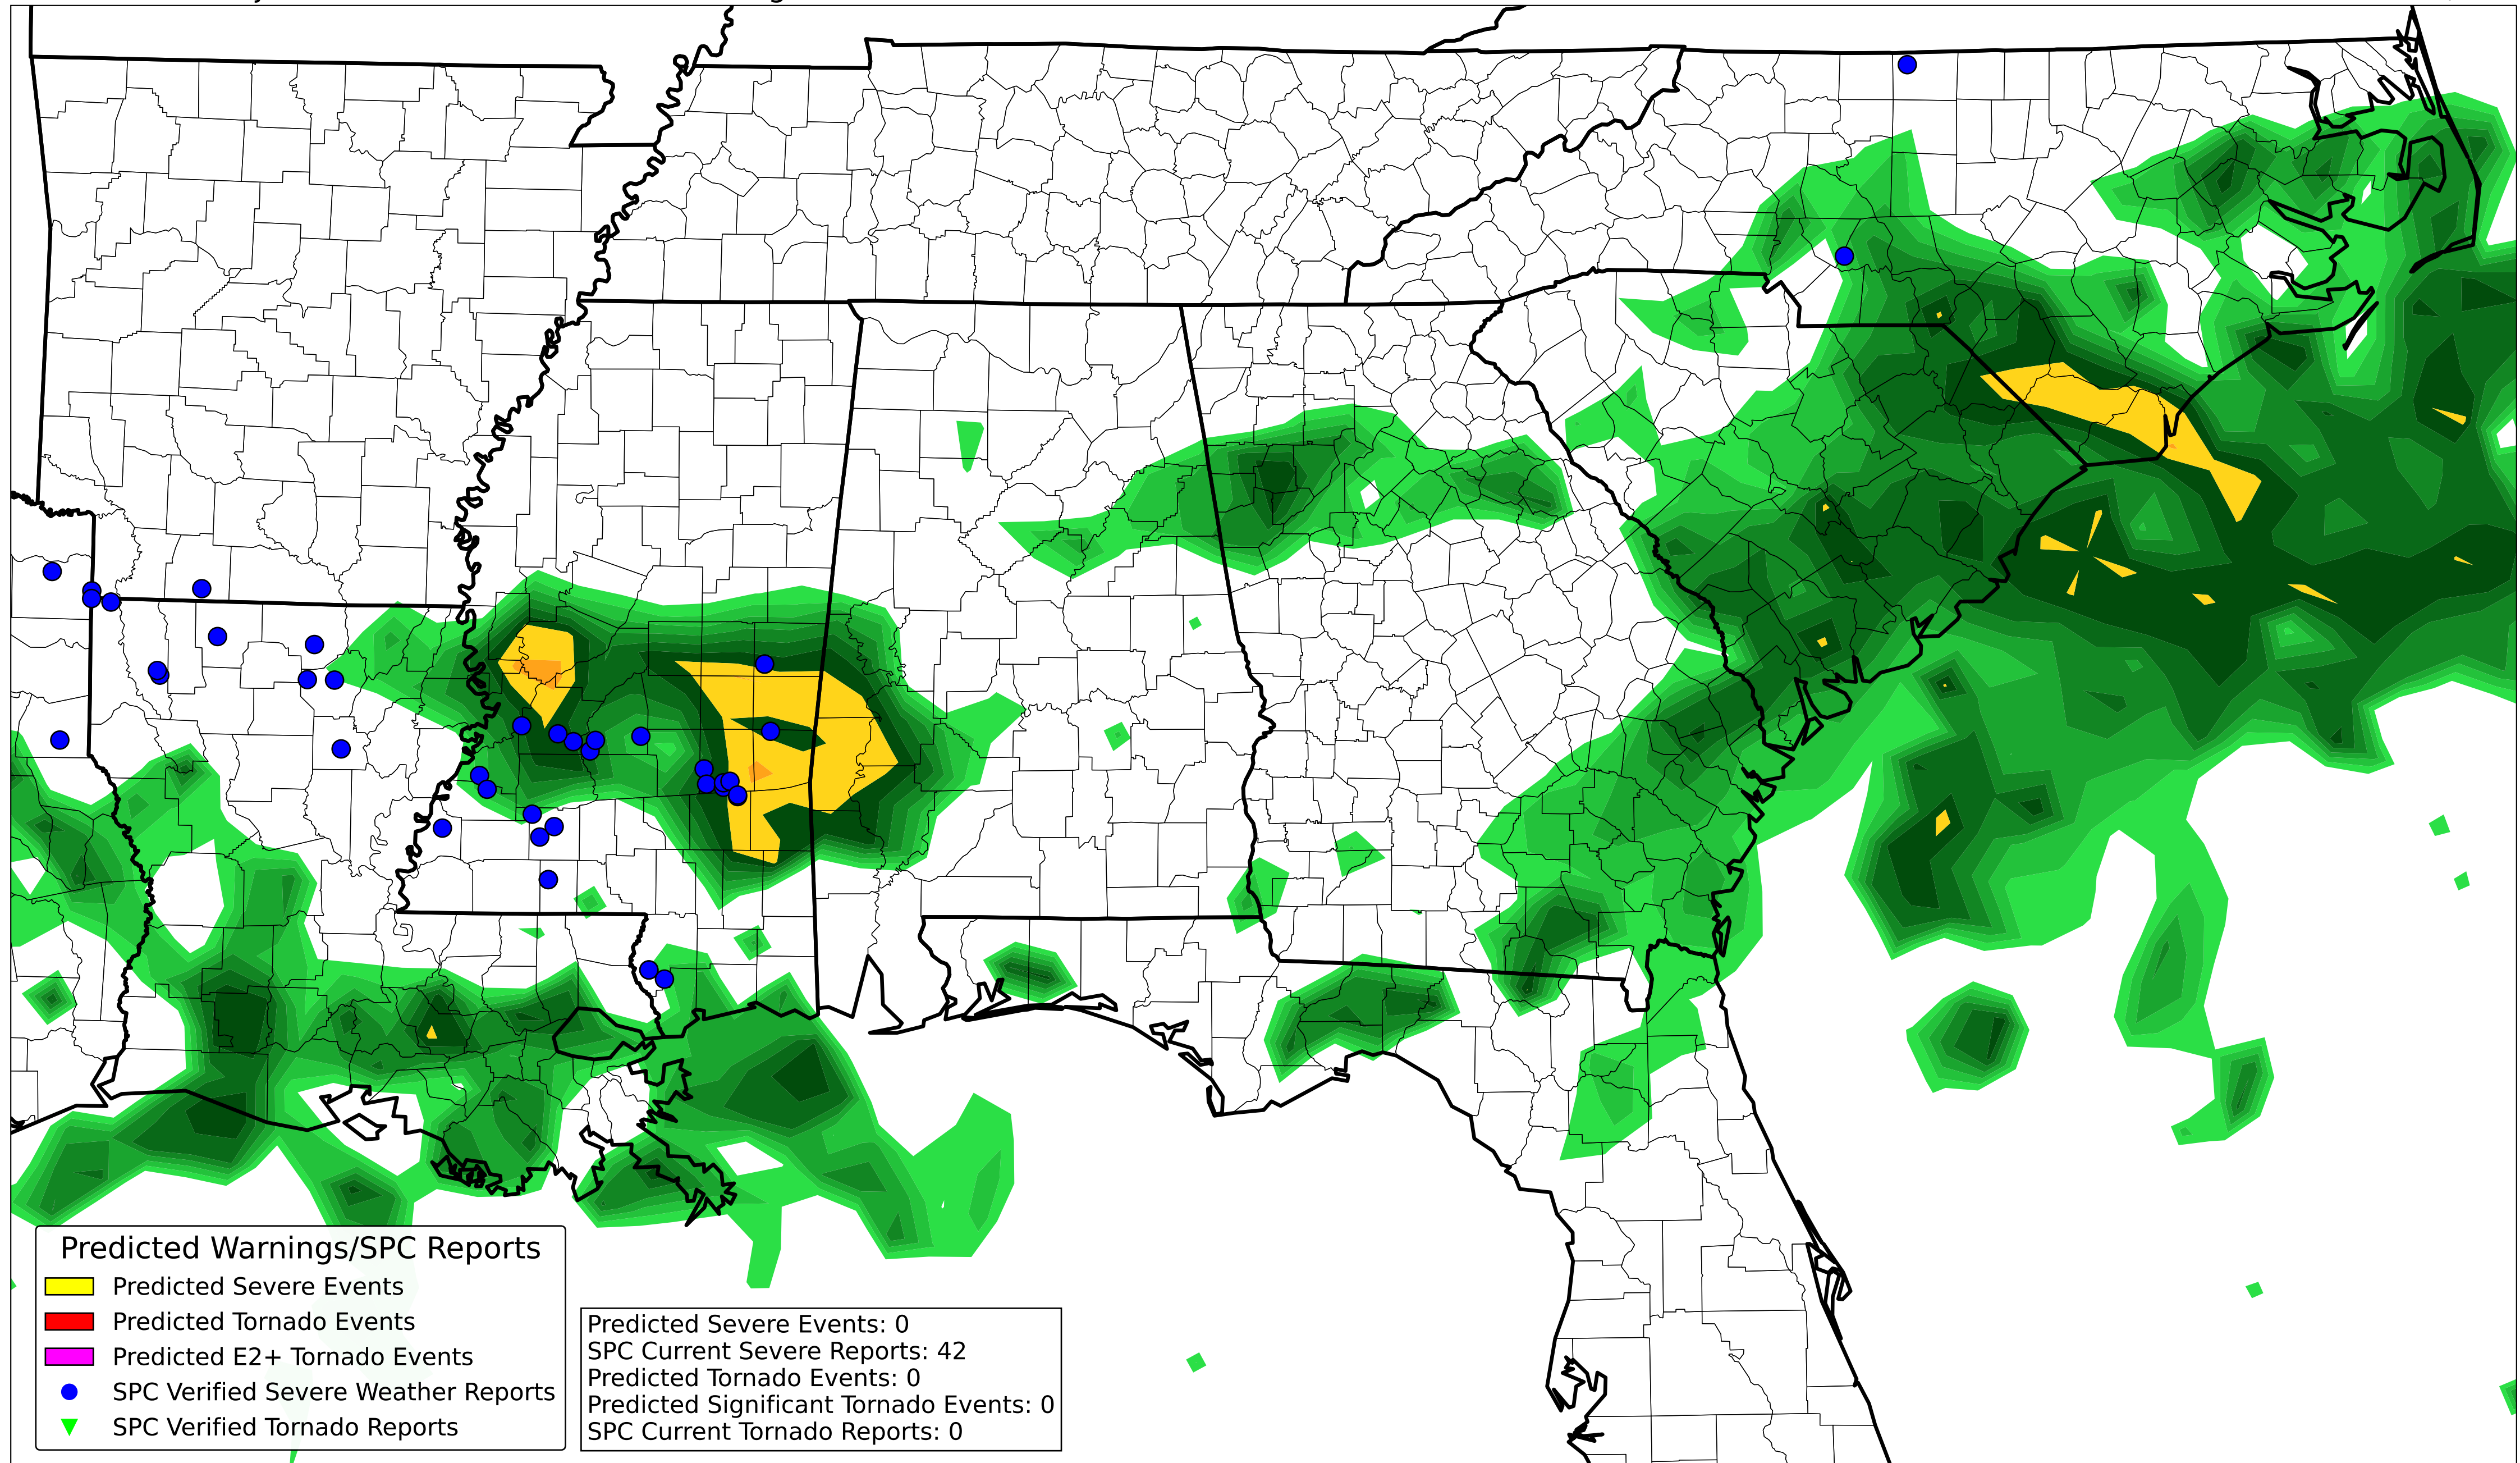 Predicted Warnings/SPC Reports
Predicted Severe Events
Predicted Tornado Events
Predicted E2+ Tornado Events
SPC Verified Severe Weather Reports
SPC Verified Tornado Reports
Predicted Severe Events: 0
SPC Current Severe Reports: 42
Predicted Tornado Events: 0
Predicted Significant Tornado Events: 0
SPC Current Tornado Reports: 0